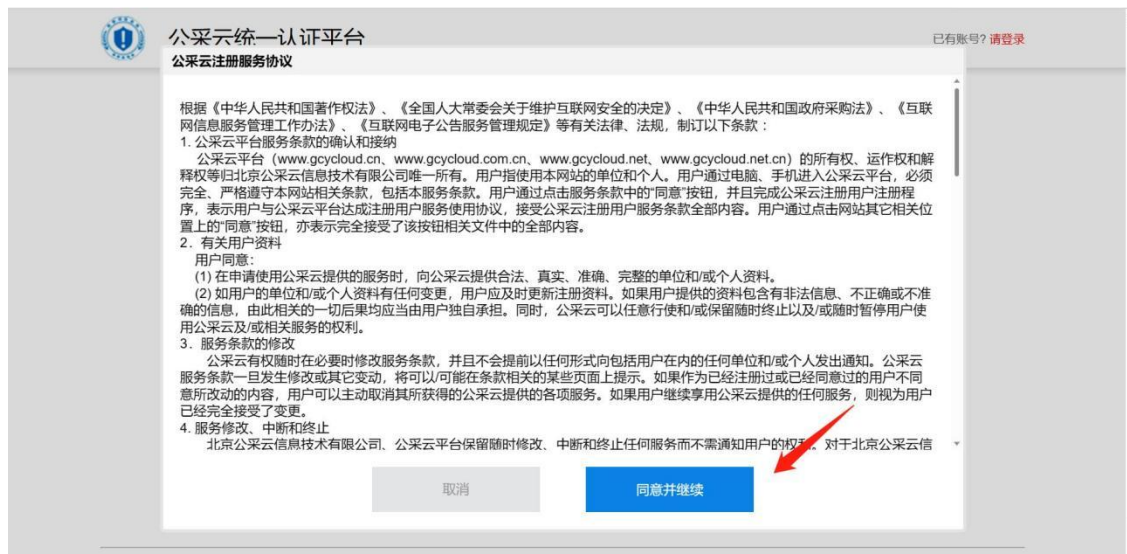 公采云统一认证平台
已有账号? 请登录
公采云注册服务协议
根据《中华人民共和国著作权法》、《全国人大常委会关于维护互联网安全的决定》、《中华人民共和国政府采购法》、《互联
网信息服务管理工作办法》、《互联网电子公告服务管理规定》等有关法律、法规，制订以下条款：
1. 公采云平台服务条款的确认和接纳
公采云平台（www.gcycloud.cn、www.gcycloud.com.cn、www.gcycloud.net、www.gcycloud.net.cn）的所有权、运作权和解
释权等归北京公采云信息技术有限公司唯一所有。用户指使用本网站的单位和个人。用户通过电脑、手机进入公采云平台，必须
完全、严格遵守本网站相关条款，包括本服务条款。用户通过点击服务条款中的“同意”按钮，并且完成公采云注册用户注册程
序，表示用户与公采云平台达成注册用户服务使用协议，接受公采云注册用户服务条款全部内容。用户通过点击网站其它相关位
置上的“同意”按钮，亦表示完全接受了该按钮相关文件中的全部内容。
2．有关用户资料
用户同意：
(1) 在申请使用公采云提供的服务时，向公采云提供合法、真实、准确、完整的单位和/或个人资料。
(2) 如用户的单位和/或个人资料有任何变更，用户应及时更新注册资料。如果用户提供的资料包含有非法信息、不正确或不准
确的信息，由此相关的一切后果均应当由用户独自承担。同时，公采云可以任意行使和/或保留随时终止以及/或随时暂停用户使
用公采云及/或相关服务的权利。
3．服务条款的修改
公采云有权随时在必要时修改服务条款，并且不会提前以任何形式向包括用户在内的任何单位和/或个人发出通知。公采云
服务条款一旦发生修改或其它变动，将可以/可能在条款相关的某些页面上提示。如果作为已经注册过或已经同意过的用户不同
意所改动的内容，用户可以主动取消其所获得的公采云提供的各项服务。如果用户继续享用公采云提供的任何服务，则视为用户
已经完全接受了变更。
4. 服务修改、中断和终止
北京公采云信息技术有限公司、公采云平台保留随时修改、中断和终止任何服务而不需通知用户的权利。对于北京公采云信
取消
同意并继续